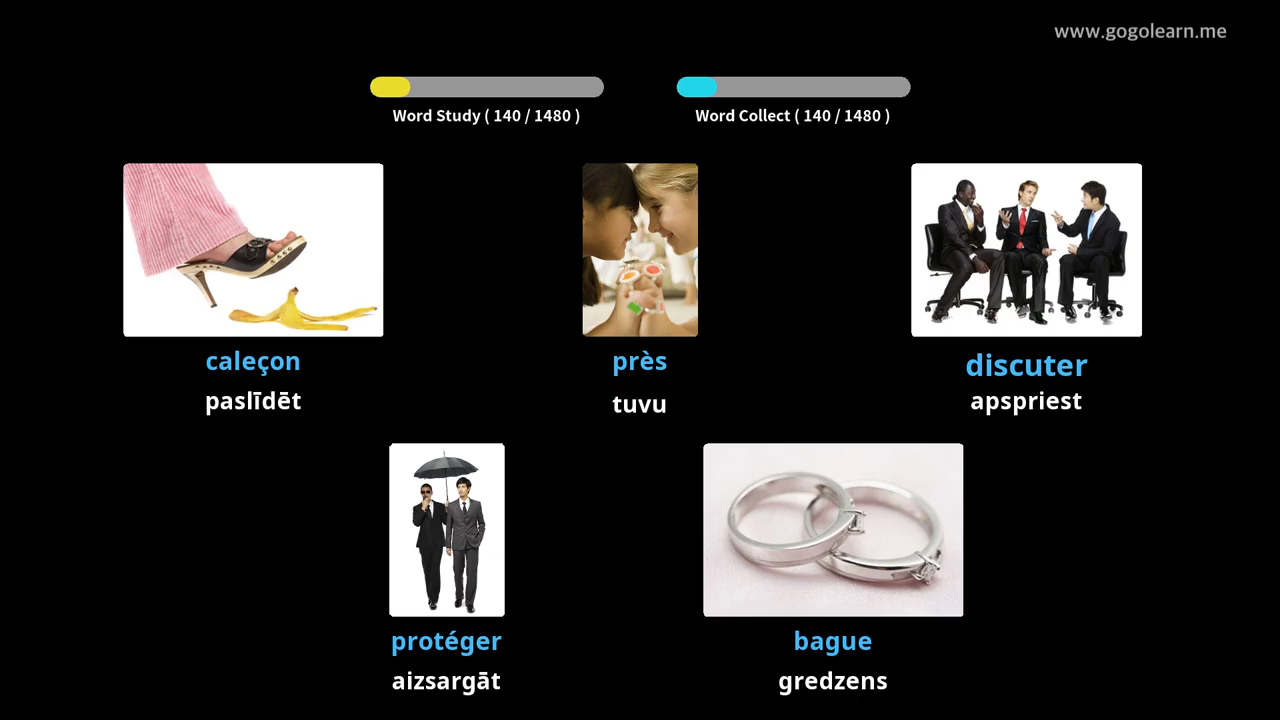 www.gogolearn.me
Word Study ( 140 / 1480 )
Word Collect ( 140 / 1480 )
caleçon
paslīdēt
près
tuvu
discuter
apspriest
protéger
aizsargāt
bague
gredzens